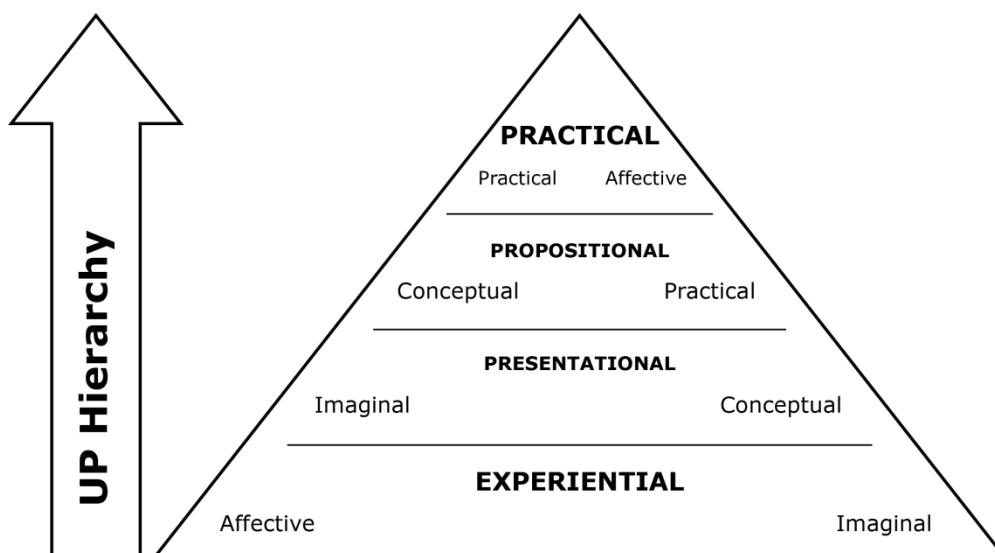 UP Hierarchy
PRACTICAL
Practical Affective
PROPOSITIONAL
Conceptual Practical
PRESENTATIONAL
Imaginal Conceptual
EXPERIENTIAL
Affective Imaginal